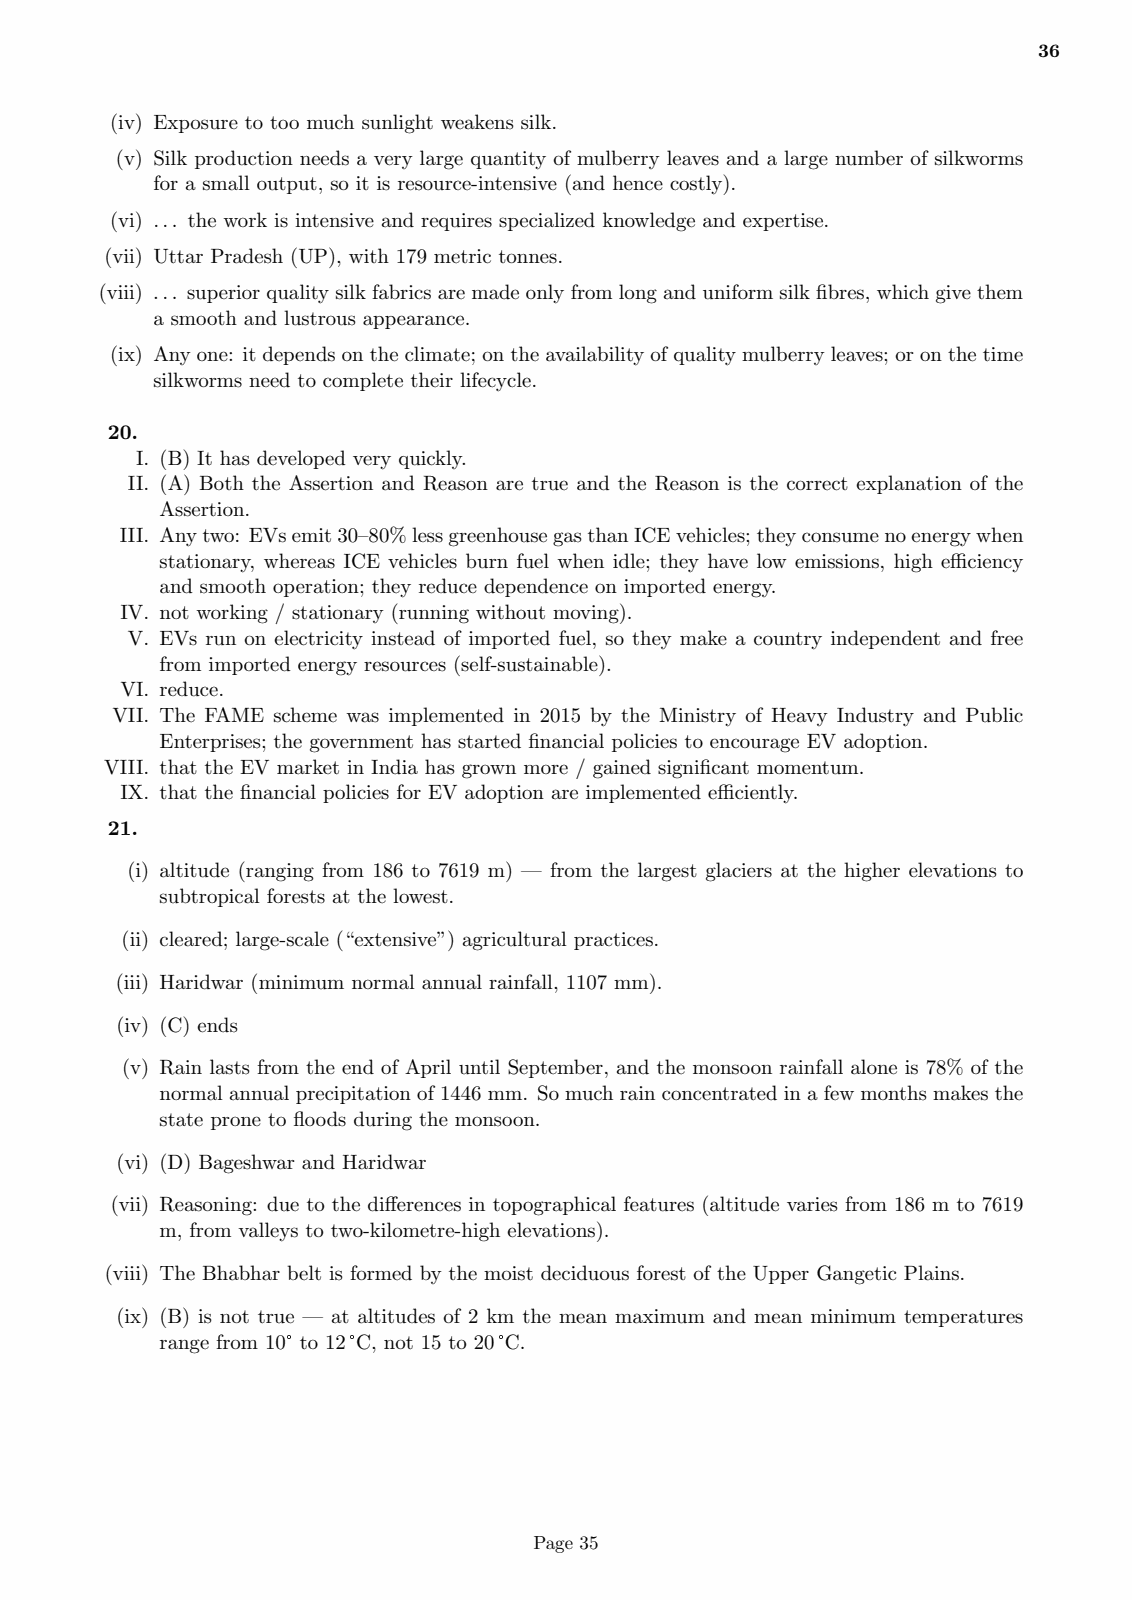 36
(iv) Exposure to too much sunlight weakens silk.
(v) Silk production needs a very large quantity of mulberry leaves and a large number of silkworms
for a small output, so it is resource-intensive (and hence costly).
(vi) . . . the work is intensive and requires specialized knowledge and expertise.
(vii) Uttar Pradesh (UP), with 179 metric tonnes.
(viii) . . . superior quality silk fabrics are made only from long and uniform silk fibres, which give them
a smooth and lustrous appearance.
(ix) Any one: it depends on the climate; on the availability of quality mulberry leaves; or on the time
silkworms need to complete their lifecycle.
20.
I. (B) It has developed very quickly.
II. (A) Both the Assertion and Reason are true and the Reason is the correct explanation of the
Assertion.
III. Any two: EVs emit 30–80% less greenhouse gas than ICE vehicles; they consume no energy when
stationary, whereas ICE vehicles burn fuel when idle; they have low emissions, high efficiency
and smooth operation; they reduce dependence on imported energy.
IV. not working / stationary (running without moving).
V. EVs run on electricity instead of imported fuel, so they make a country independent and free
from imported energy resources (self-sustainable).
VI. reduce.
VII. The FAME scheme was implemented in 2015 by the Ministry of Heavy Industry and Public
Enterprises; the government has started financial policies to encourage EV adoption.
VIII. that the EV market in India has grown more / gained significant momentum.
IX. that the financial policies for EV adoption are implemented efficiently.
21.
(i) altitude (ranging from 186 to 7619 m) — from the largest glaciers at the higher elevations to
subtropical forests at the lowest.
(ii) cleared; large-scale (“extensive”) agricultural practices.
(iii) Haridwar (minimum normal annual rainfall, 1107 mm).
(iv) (C) ends
(v) Rain lasts from the end of April until September, and the monsoon rainfall alone is 78% of the
normal annual precipitation of 1446 mm. So much rain concentrated in a few months makes the
state prone to floods during the monsoon.
(vi) (D) Bageshwar and Haridwar
(vii) Reasoning: due to the differences in topographical features (altitude varies from 186 m to 7619
m, from valleys to two-kilometre-high elevations).
(viii) The Bhabhar belt is formed by the moist deciduous forest of the Upper Gangetic Plains.
(ix) (B) is not true — at altitudes of 2 km the mean maximum and mean minimum temperatures
range from 10° to 12 °C, not 15 to 20 °C.
Page 35